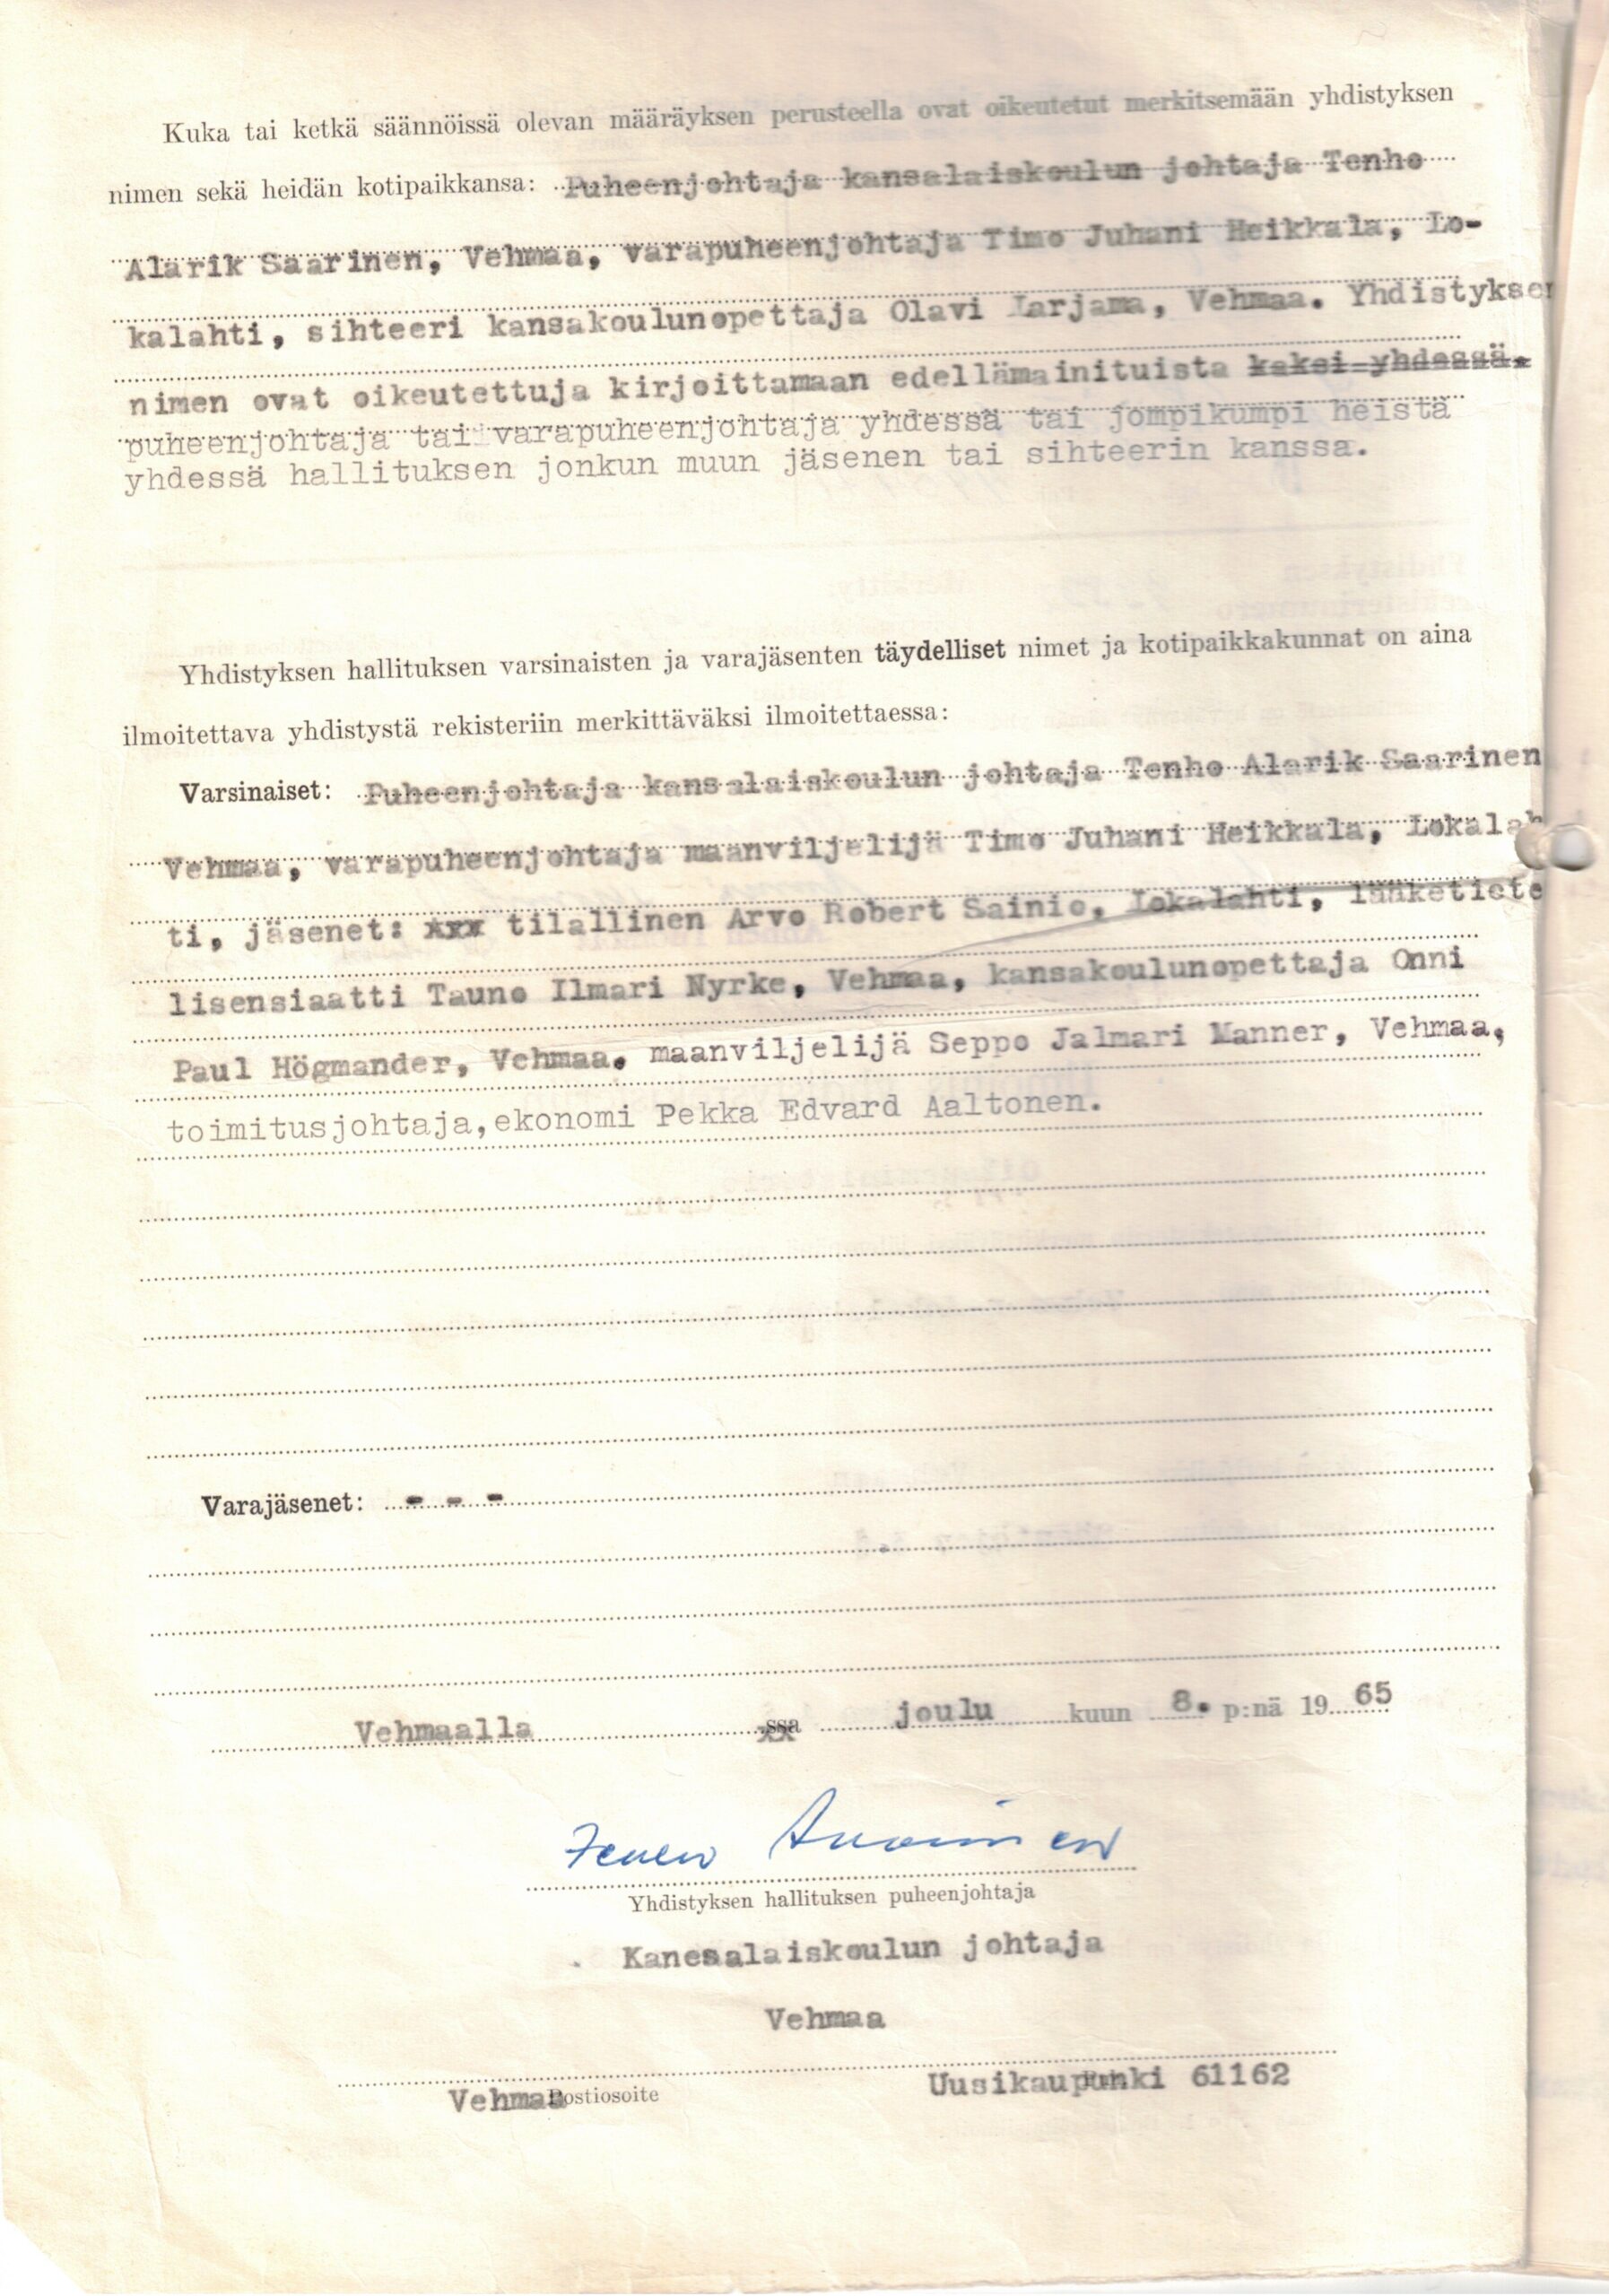 Kuka tai ketkä säännöissä olevan määräyksen perusteella ovat oikeutetut merkitsemään yhdistyksen
nimen sekä heidän kotipaikkansa: Puheenjohtaja kansalaiskoulun johtaja Tenho
Alarik Saarinen, Vehmaa, varapuheenjohtaja Timo Juhani Heikkala, Lo-
kalahti, sihteeri kansakoulunopettaja Olavi Larjama, Vehmaa. Yhdistyksen
nimen ovat oikeutettuja kirjoittamaan edellämainituista kaksi yhdessä.
puheenjohtaja tai varapuheenjohtaja yhdessä tai jompikumpi heistä
yhdessä hallituksen jonkun muun jäsenen tai sihteerin kanssa.
Yhdistyksen hallituksen varsinaisten ja varajäsenten täydelliset nimet ja kotipaikkakunnat on aina
ilmoitettava yhdistystä rekisteriin merkittäväksi ilmoitettaessa:
Varsinaiset: Puheenjohtaja kansalaiskoulun johtaja Tenho Alarik Saarinen
Vehmaa, varapuheenjohtaja maanviljelijä Timo Juhani Heikkala, Lokalah
ti, jäsenet: xxx tilallinen Arvo Robert Sainio, Lokalahti, lääketiete
lisensiaatti Tauno Ilmari Nyrke, Vehmaa, kansakoulunopettaja Onni
Paul Högmander, Vehmaa. maanviljelijä Seppo Jalmari Manner, Vehmaa,
toimitusjohtaja,ekonomi Pekka Edvard Aaltonen.
Varajäsenet: - - -
Vehmaalla ssa joulu kuun 8. p:nä 19 65
Yhdistyksen hallituksen puheenjohtaja
Kanesalaiskoulun johtaja
Vehmaa
Vehmaa Postiosoite Uusikaupunki 61162